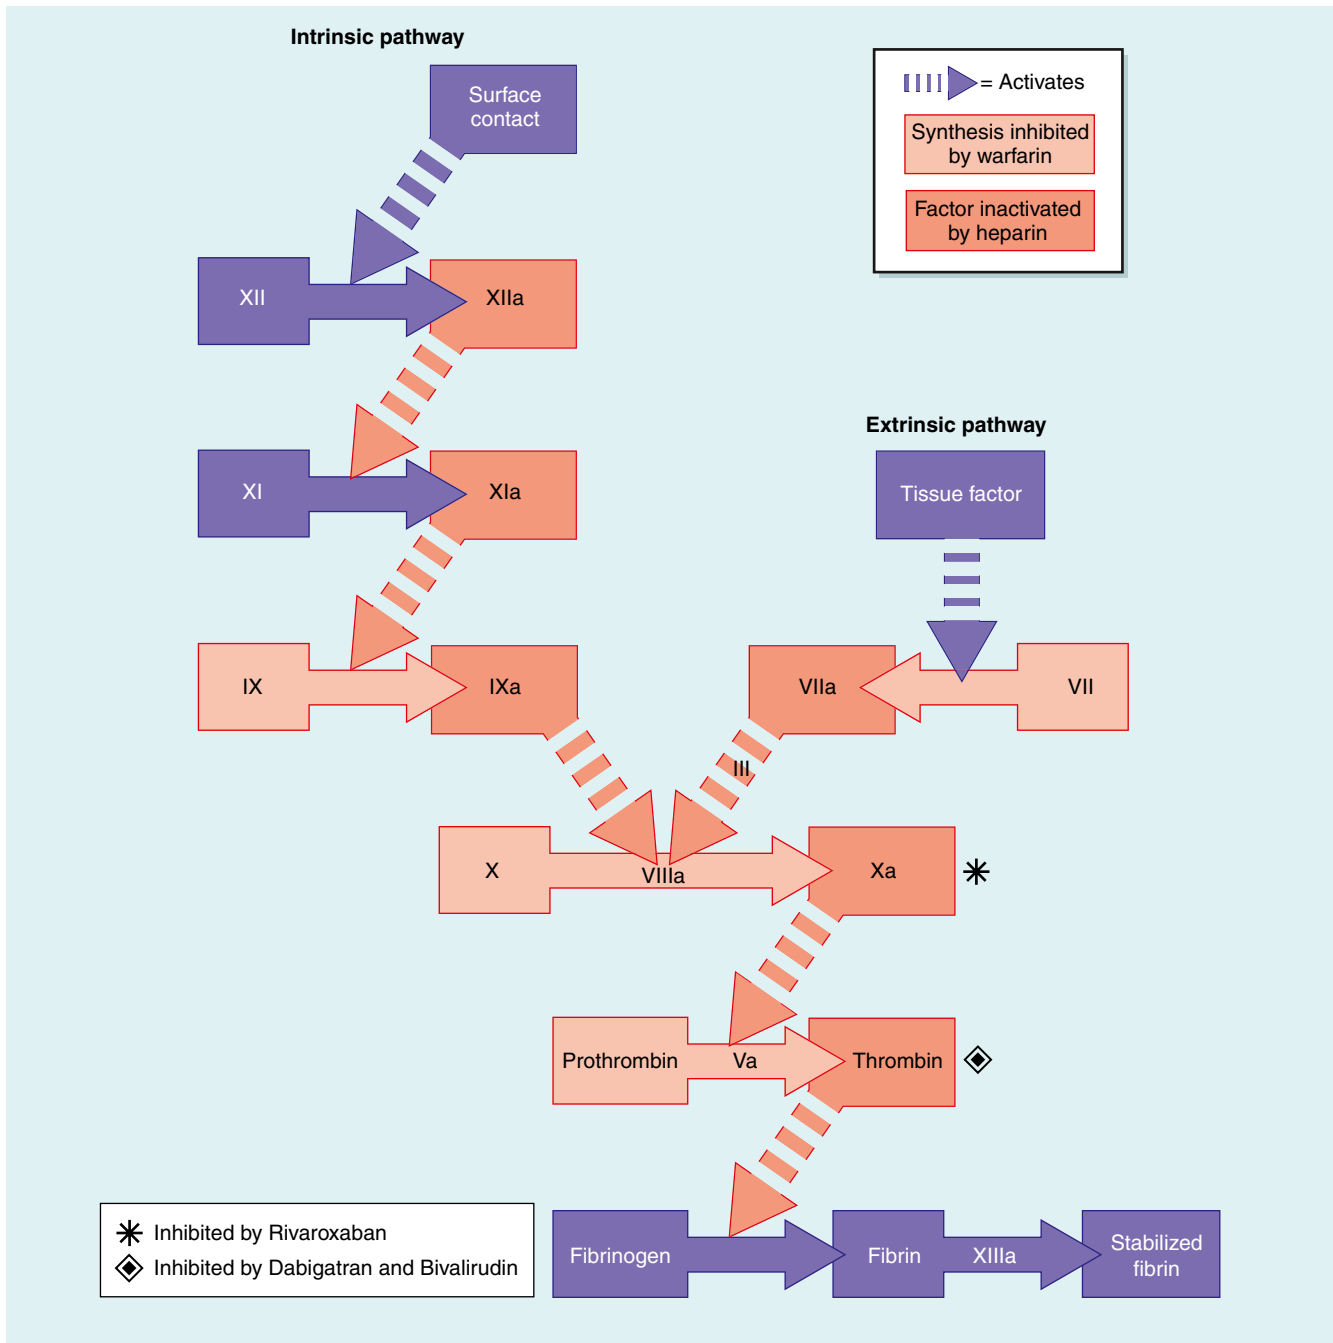 Intrinsic pathway
Surface
contact
= Activates
Synthesis inhibited
by warfarin
Factor inactivated
by heparin
XII
XIIa
Extrinsic pathway
XI
XIa
Tissue factor
IX
IXa
VIIa
VII
III
X
VIIIa
Xa
Prothrombin
Va
Thrombin
Inhibited by Rivaroxaban
Inhibited by Dabigatran and Bivalirudin
Fibrinogen
Fibrin
XIIIa
Stabilized
fibrin